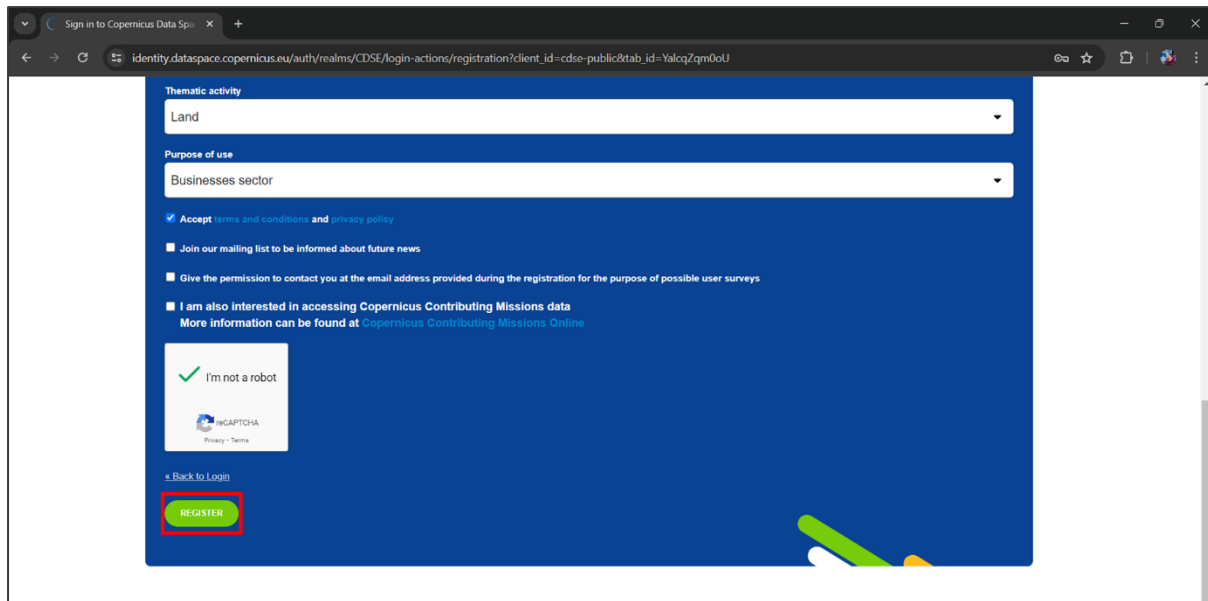 Sign in to Copernicus Data Spa
identity.dataspace.copernicus.eu/auth/realms/CDSE/login-actions/registration?client_id=cdse-public&tab_id=YalcqZqm0oU
Thematic activity
Land
Purpose of use
Businesses sector
Accept terms and conditions and privacy policy
Join our mailing list to be informed about future news
Give the permission to contact you at the email address provided during the registration for the purpose of possible user surveys
I am also interested in accessing Copernicus Contributing Missions data
More information can be found at Copernicus Contributing Missions Online
I'm not a robot
reCAPTCHA
Privacy - Terms
« Back to Login
REGISTER